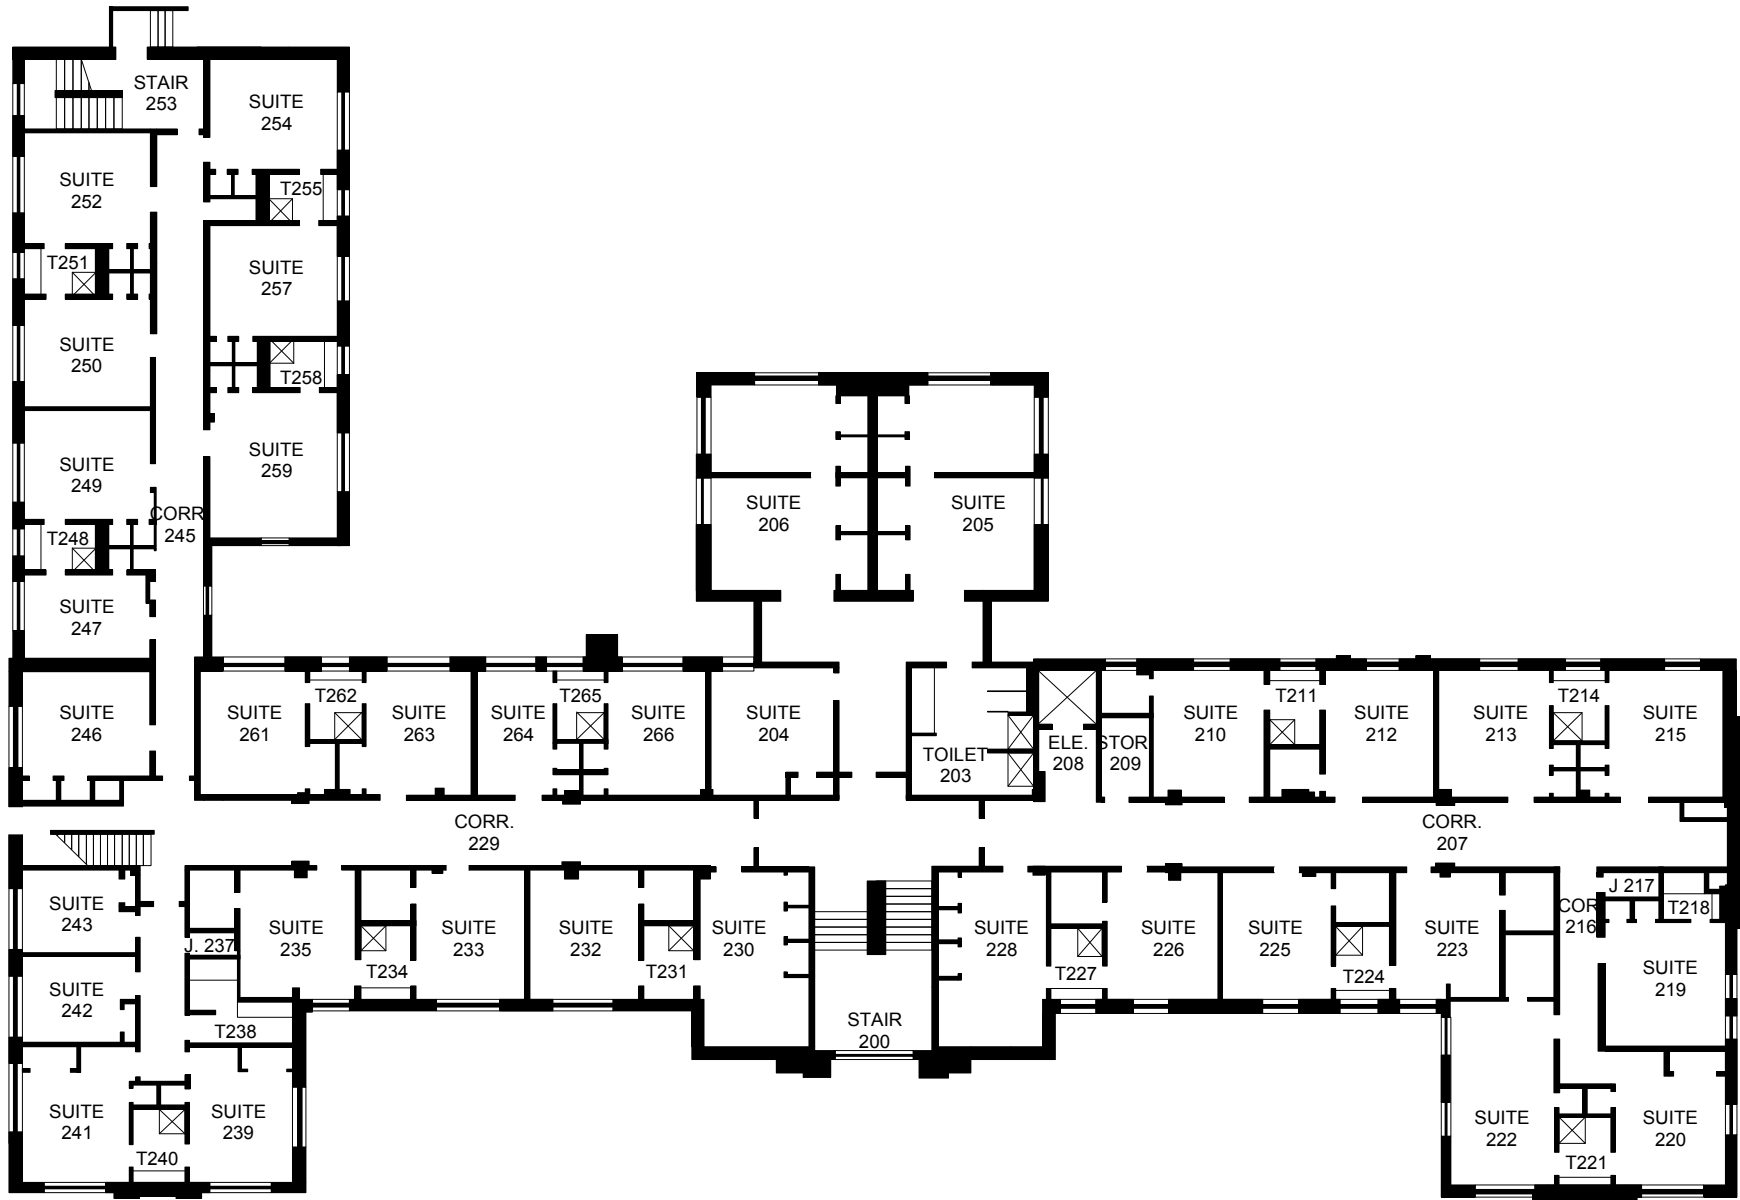 STAIR
253
SUITE
254
SUITE
252
T255
T251
SUITE
257
SUITE
250
T258
SUITE
249
SUITE
259
CORR
245
T248
SUITE
247
SUITE
206
SUITE
205
SUITE
246
SUITE
261
T262
SUITE
263
SUITE
264
T265
SUITE
266
SUITE
204
TOILET
203
ELE.
208
STOR
209
SUITE
210
T211
SUITE
212
SUITE
213
T214
SUITE
215
CORR.
229
CORR.
207
SUITE
243
J. 237
SUITE
235
T234
SUITE
233
SUITE
232
T231
SUITE
230
STAIR
200
SUITE
228
T227
SUITE
226
SUITE
225
T224
SUITE
223
COR
216
J 217
T218
SUITE
219
SUITE
242
T238
SUITE
241
T240
SUITE
239
SUITE
222
T221
SUITE
220